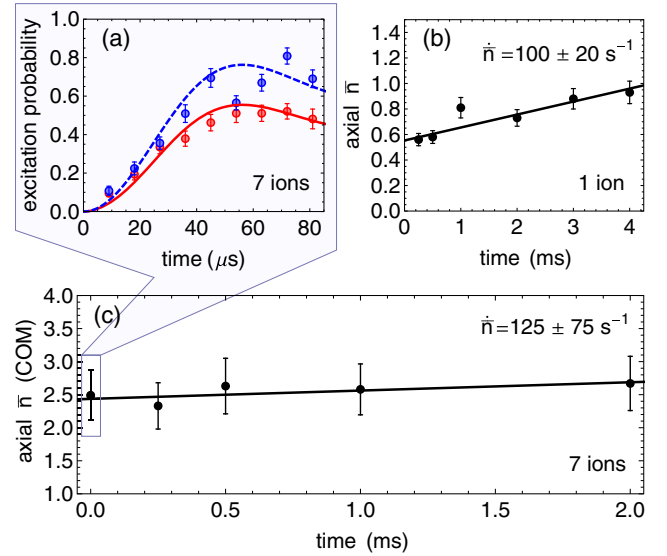 (a)
excitation probability
1.0
0.8
0.6
0.4
0.2
0.0
7 ions
0 20 40 60 80
time (μs)
(b)
ṅ̄ = 100 ± 20 s⁻¹
axial n̄
1.4
1.2
1.0
0.8
0.6
0.4
0.2
0.0
1 ion
0 1 2 3 4
time (ms)
(c)
ṅ̄ = 125 ± 75 s⁻¹
axial n̄ (COM)
4.0
3.5
3.0
2.5
2.0
1.5
1.0
7 ions
0.0 0.5 1.0 1.5 2.0
time (ms)